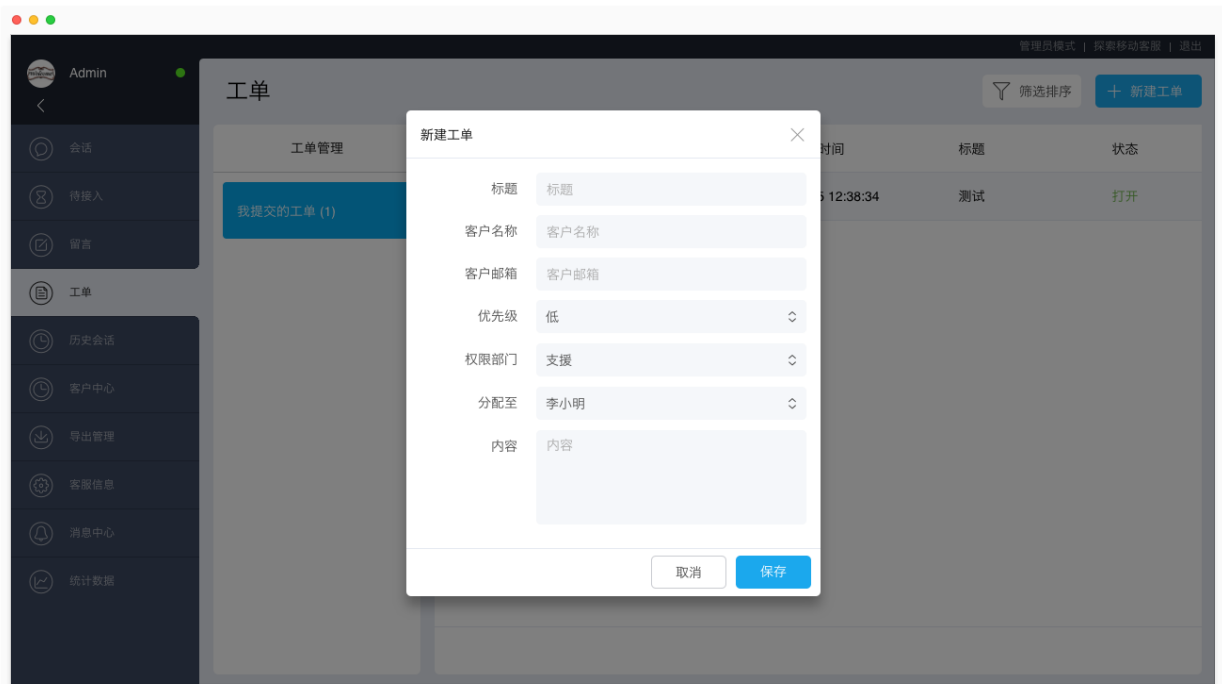 管理员模式 | 探索移动客服 | 退出
Admin
工单
筛选排序
新建工单
会话
待接入
留言
工单
历史会话
客户中心
导出管理
客服信息
消息中心
统计数据
工单管理
我提交的工单 (1)
时间
标题
状态
12:38:34
测试
打开
新建工单
标题
标题
客户名称
客户名称
客户邮箱
客户邮箱
优先级
低
权限部门
支援
分配至
李小明
内容
内容
取消
保存